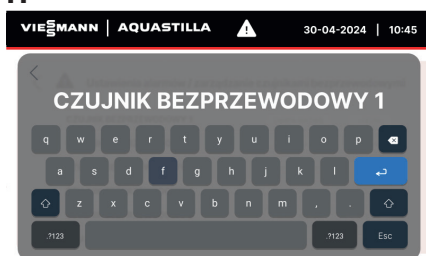 VIESMANN | AQUASTILLA 30-04-2024 | 10:45
CZUJNIK BEZPRZEWODOWY 1
q w e r t y u i o p
a s d f g h j k l
z x c v b n m , .
.?123 .?123 Esc